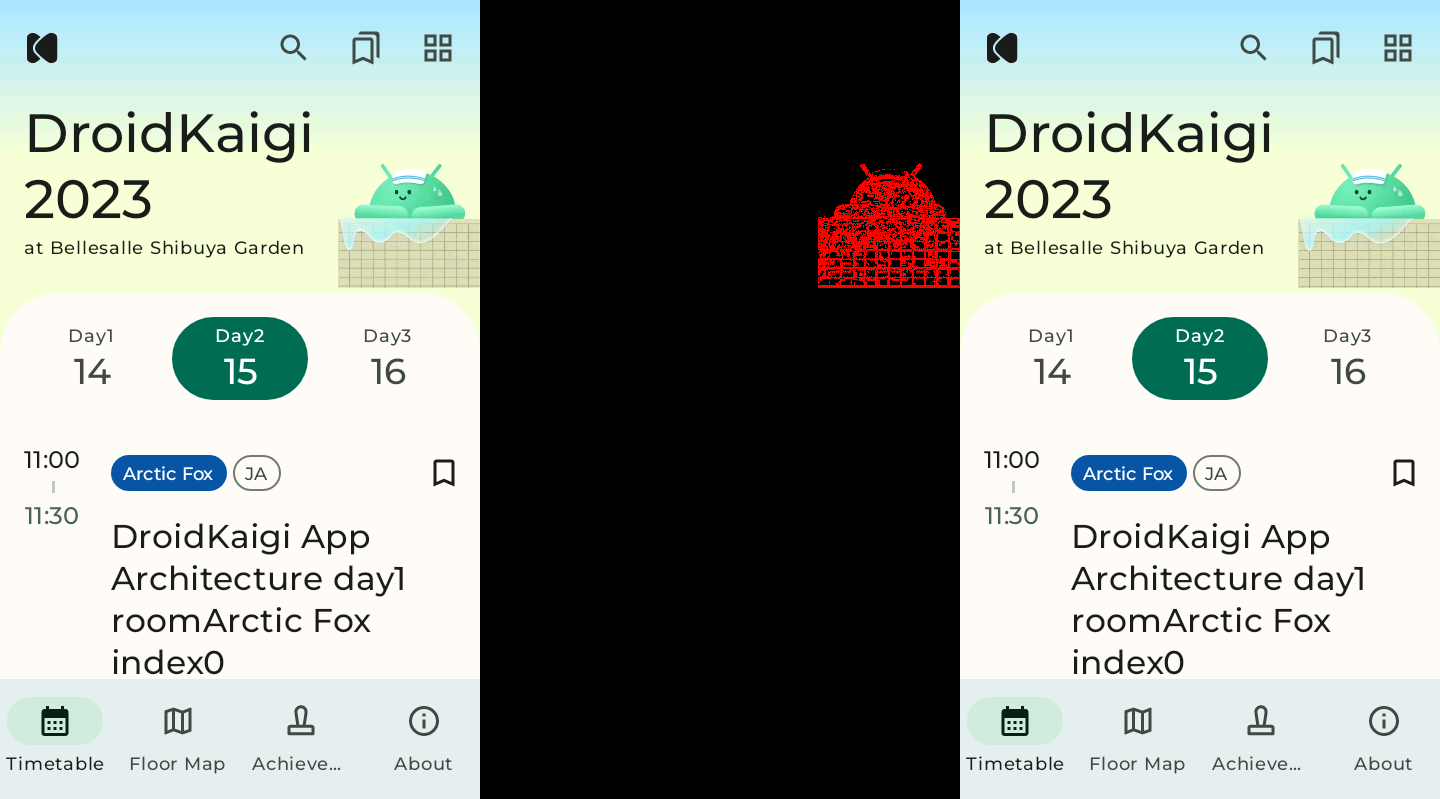 DroidKaigi
2023
at Bellesalle Shibuya Garden
Day1
14
Day2
15
Day3
16
11:00
11:30
Arctic Fox
JA
DroidKaigi App
Architecture day1
roomArctic Fox
index0
Timetable
Floor Map
Achieve...
About
DroidKaigi
2023
at Bellesalle Shibuya Garden
Day1
14
Day2
15
Day3
16
11:00
11:30
Arctic Fox
JA
DroidKaigi App
Architecture day1
roomArctic Fox
index0
Timetable
Floor Map
Achieve...
About